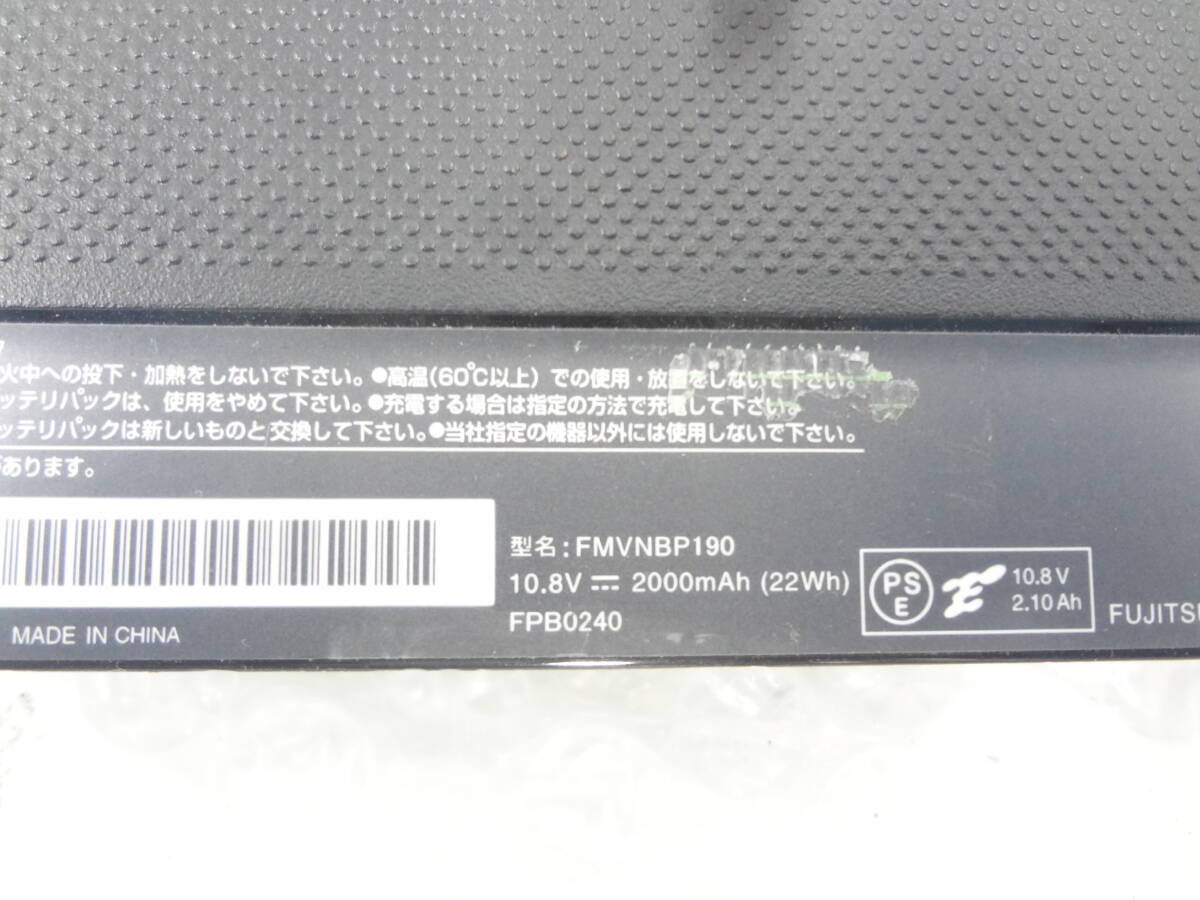 火中への投下・加熱をしないで下さい。●高温(60℃以上)での使用・放置をしないで下さい。
ッテリパックは、使用をやめて下さい。●充電する場合は指定の方法で充電して下さい。
ッテリパックは新しいものと交換して下さい。●当社指定の機器以外には使用しないで下さい。
があります。
型名:FMVNBP190
10.8V ⎓ 2000mAh (22Wh)
FPB0240
MADE IN CHINA
PS
E
10.8 V
2.10 Ah
FUJITSU